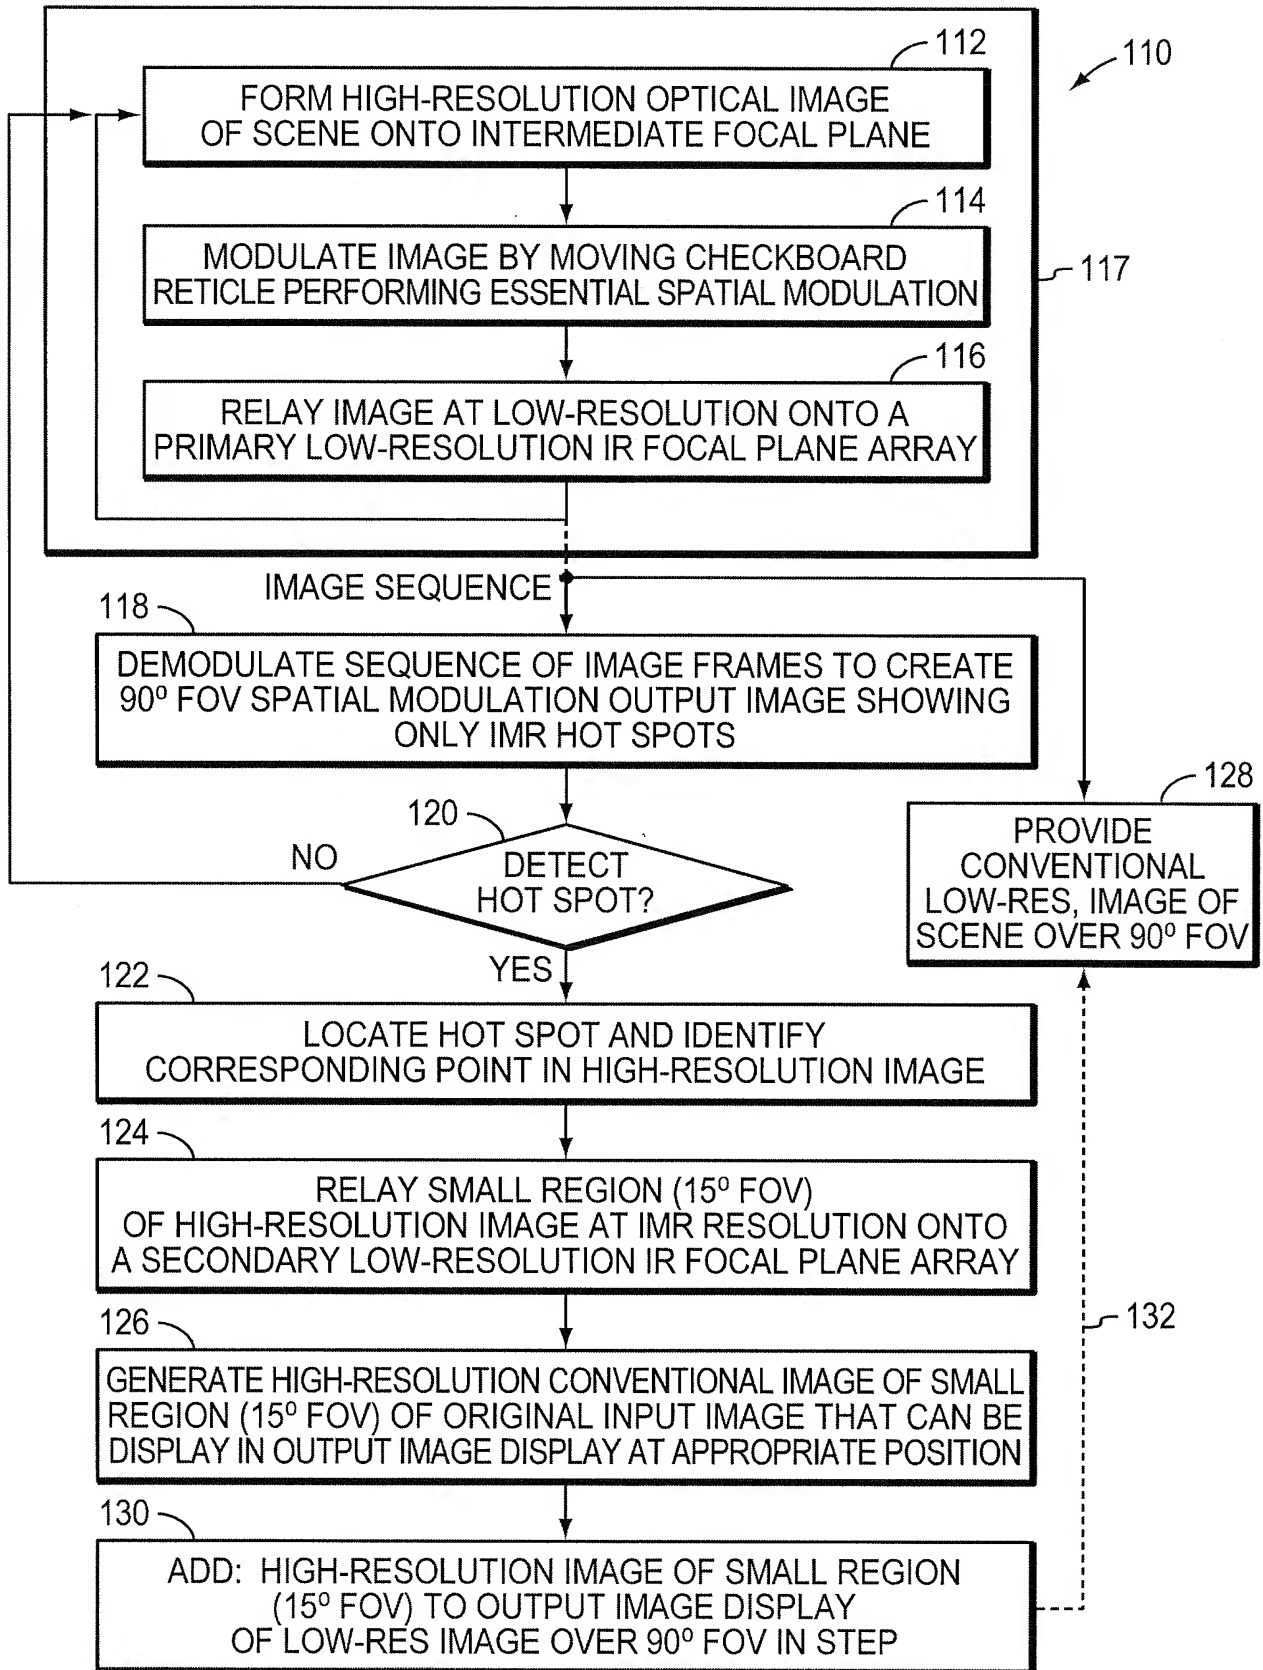 112
110
FORM HIGH-RESOLUTION OPTICAL IMAGE
OF SCENE ONTO INTERMEDIATE FOCAL PLANE
114
MODULATE IMAGE BY MOVING CHECKBOARD
RETICLE PERFORMING ESSENTIAL SPATIAL MODULATION
117
116
RELAY IMAGE AT LOW-RESOLUTION ONTO A
PRIMARY LOW-RESOLUTION IR FOCAL PLANE ARRAY
IMAGE SEQUENCE
118
DEMODULATE SEQUENCE OF IMAGE FRAMES TO CREATE
90º FOV SPATIAL MODULATION OUTPUT IMAGE SHOWING
ONLY IMR HOT SPOTS
120
NO
DETECT
HOT SPOT?
YES
128
PROVIDE
CONVENTIONAL
LOW-RES, IMAGE OF
SCENE OVER 90º FOV
122
LOCATE HOT SPOT AND IDENTIFY
CORRESPONDING POINT IN HIGH-RESOLUTION IMAGE
124
RELAY SMALL REGION (15º FOV)
OF HIGH-RESOLUTION IMAGE AT IMR RESOLUTION ONTO
A SECONDARY LOW-RESOLUTION IR FOCAL PLANE ARRAY
132
126
GENERATE HIGH-RESOLUTION CONVENTIONAL IMAGE OF SMALL
REGION (15º FOV) OF ORIGINAL INPUT IMAGE THAT CAN BE
DISPLAY IN OUTPUT IMAGE DISPLAY AT APPROPRIATE POSITION
130
ADD: HIGH-RESOLUTION IMAGE OF SMALL REGION
(15º FOV) TO OUTPUT IMAGE DISPLAY
OF LOW-RES IMAGE OVER 90º FOV IN STEP